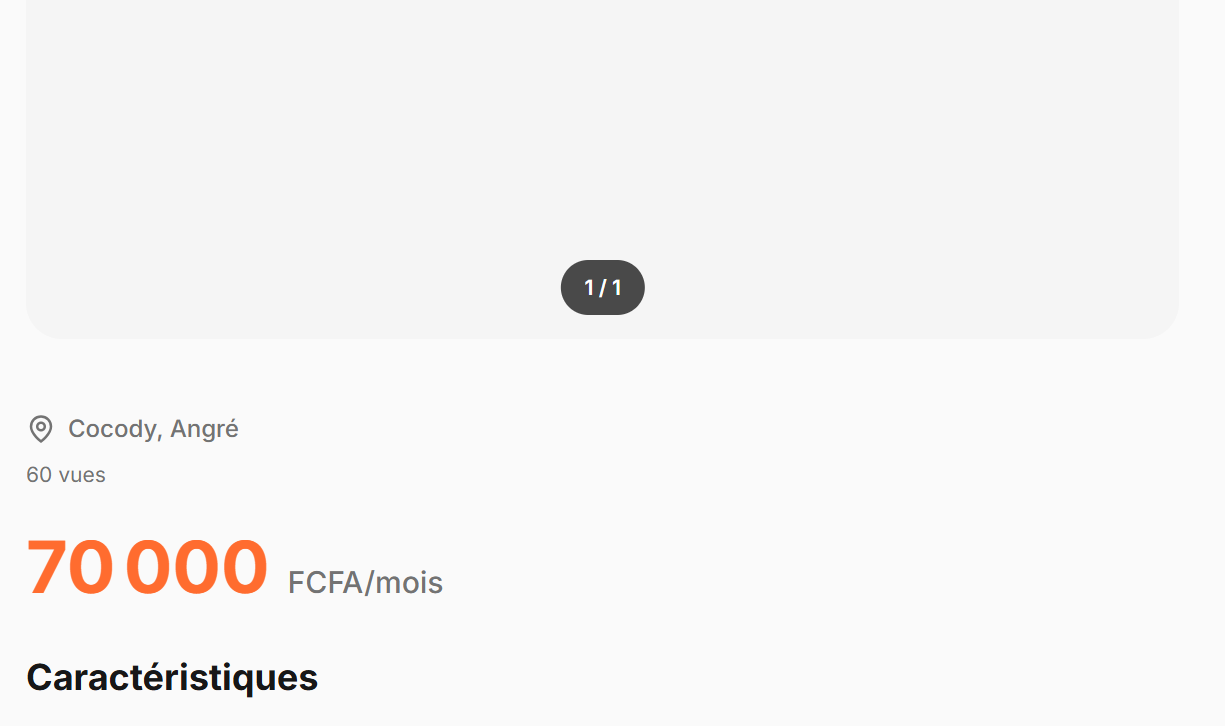 1 / 1
Cocody, Angré
60 vues
70 000 FCFA/mois
Caractéristiques